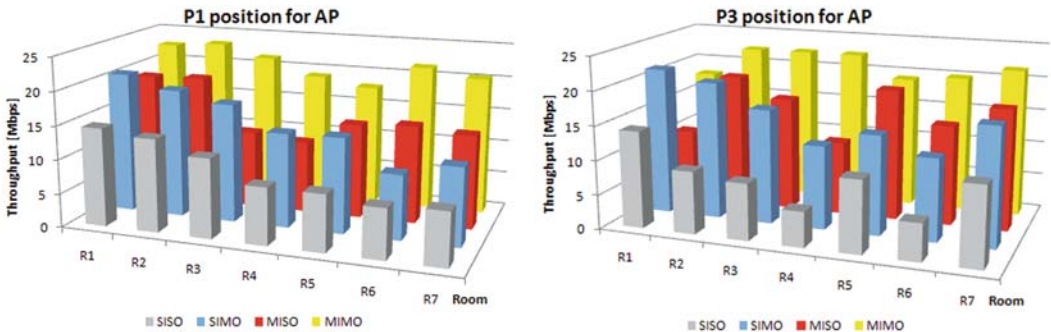 P1 position for AP
Throughput [Mbps]
25
20
15
10
5
0
R1
R2
R3
R4
R5
R6
R7
Room
SISO SIMO MISO MIMO
P3 position for AP
Throughput [Mbps]
25
20
15
10
5
0
R1
R2
R3
R4
R5
R6
R7
Room
SISO SIMO MISO MIMO